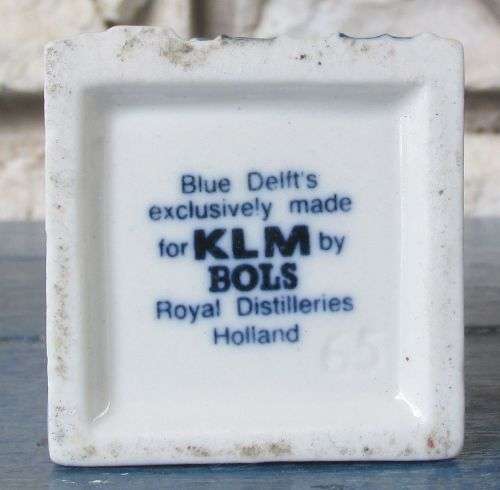 Blue Delft's
exclusively made
for KLM by
BOLS
Royal Distilleries
Holland
65